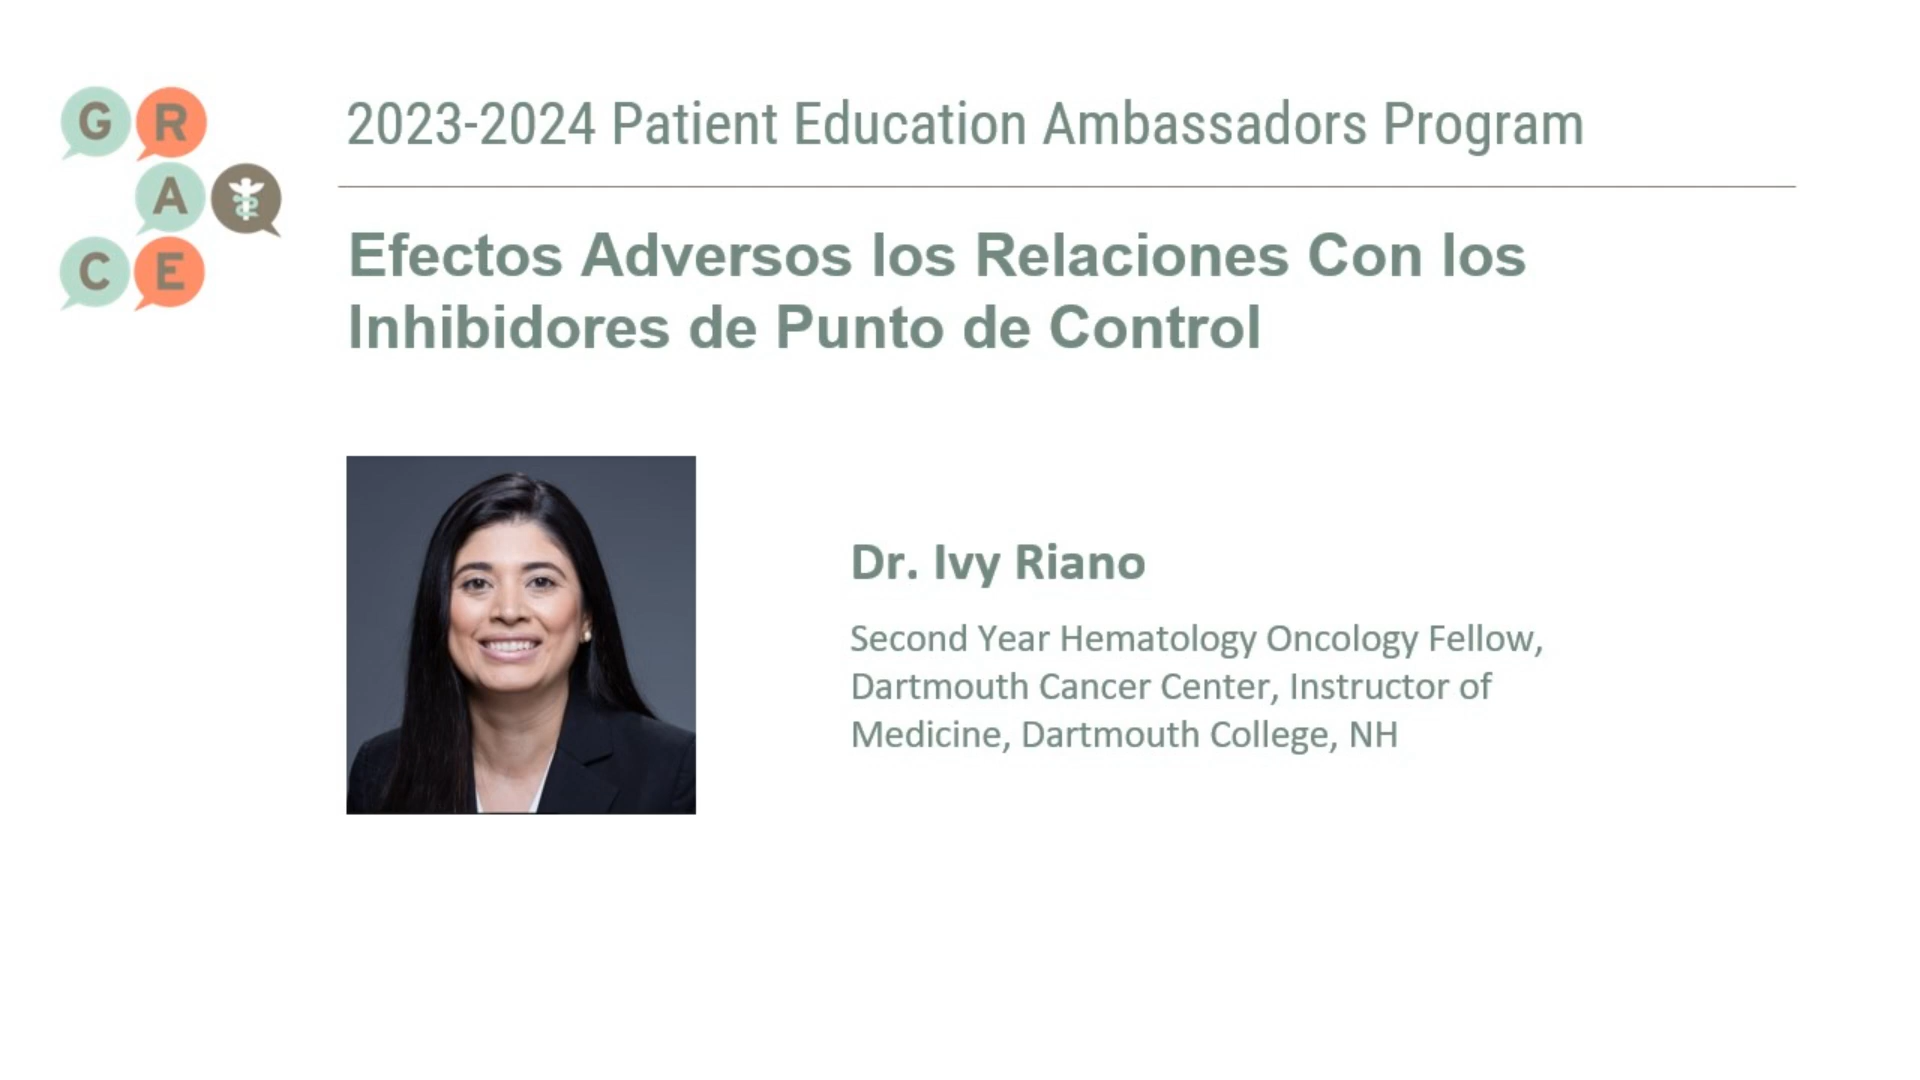 GRACE
2023-2024 Patient Education Ambassadors Program
Efectos Adversos los Relaciones Con los
Inhibidores de Punto de Control
Dr. Ivy Riano
Second Year Hematology Oncology Fellow,
Dartmouth Cancer Center, Instructor of
Medicine, Dartmouth College, NH